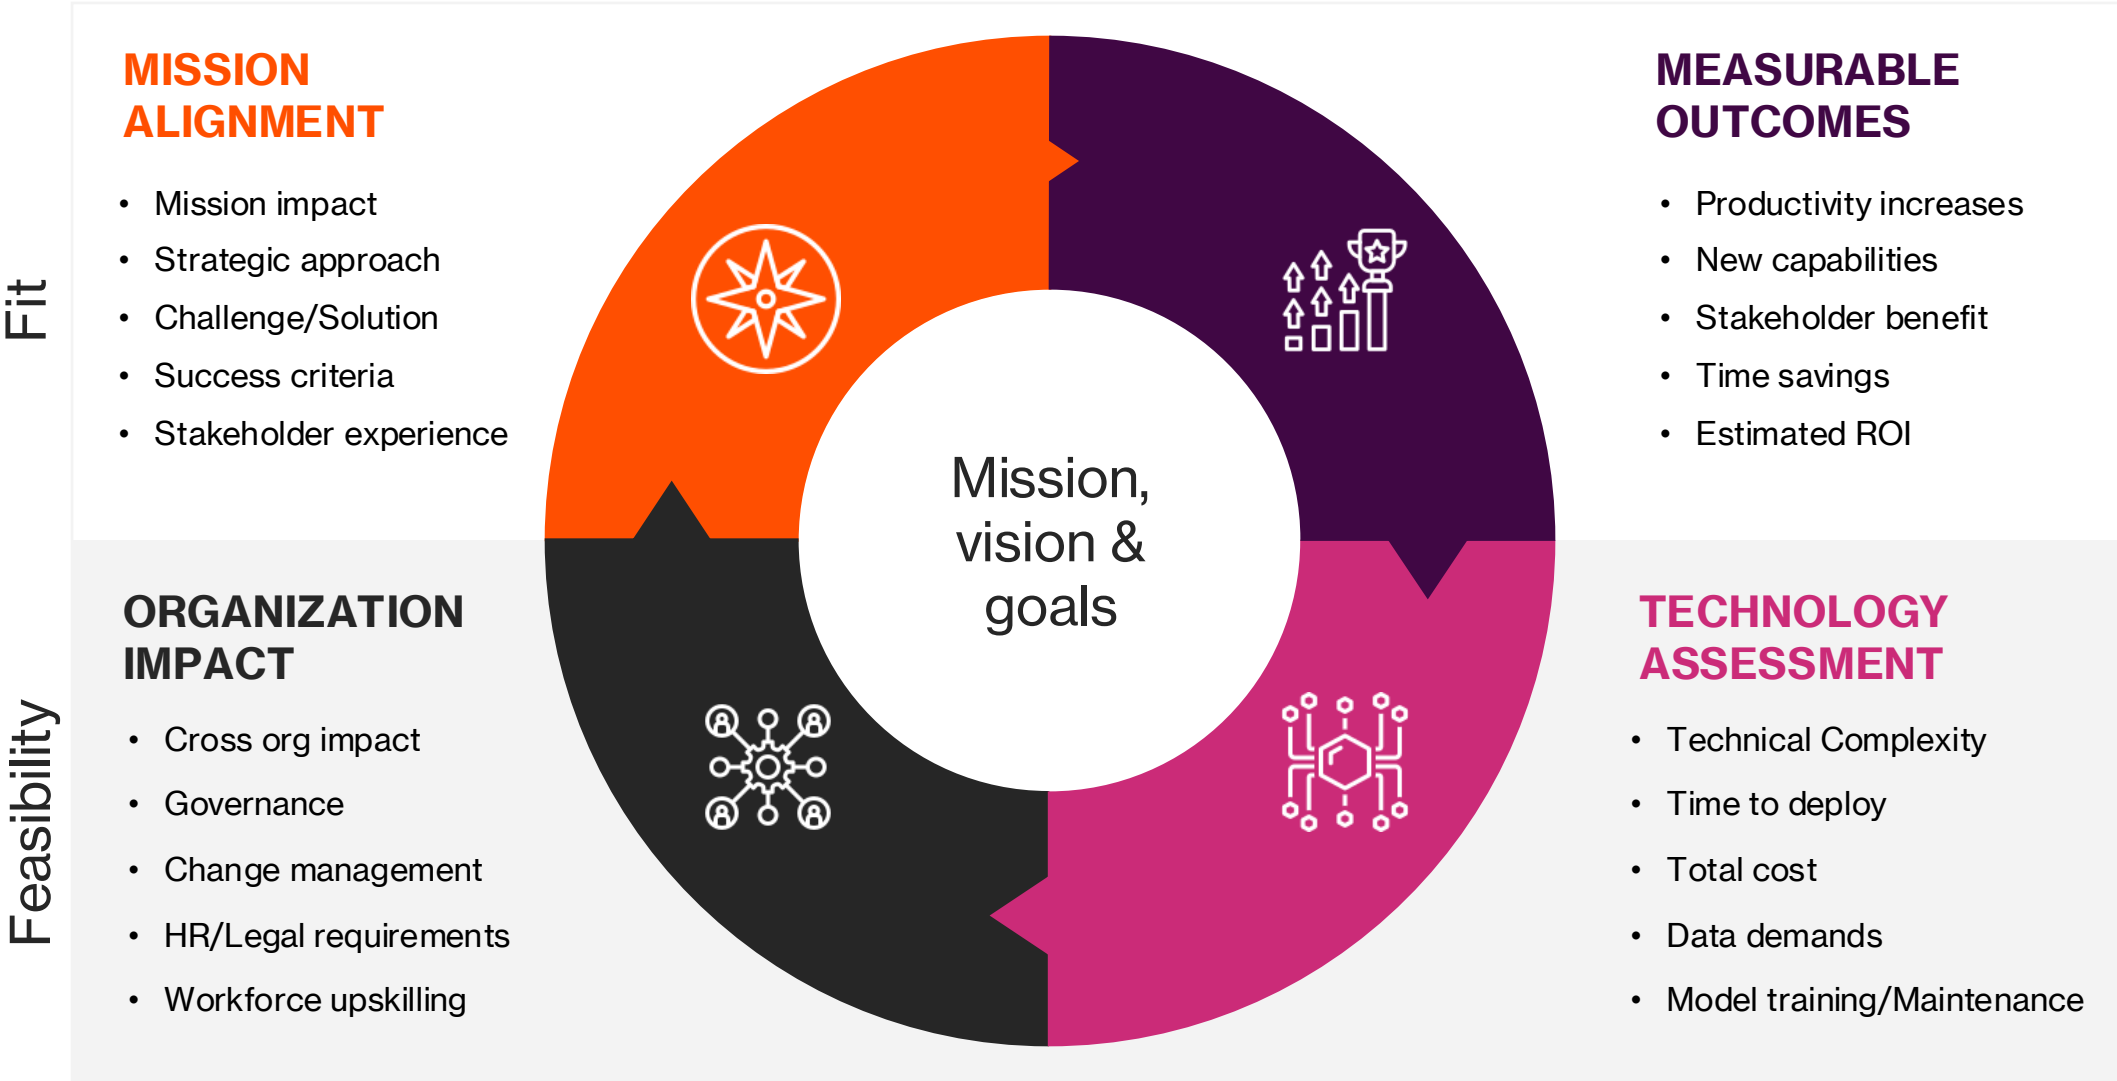 Fit
MISSION
ALIGNMENT
• Mission impact
• Strategic approach
• Challenge/Solution
• Success criteria
• Stakeholder experience
MEASURABLE
OUTCOMES
• Productivity increases
• New capabilities
• Stakeholder benefit
• Time savings
• Estimated ROI
Mission,
vision &
goals
Feasibility
ORGANIZATION
IMPACT
• Cross org impact
• Governance
• Change management
• HR/Legal requirements
• Workforce upskilling
TECHNOLOGY
ASSESSMENT
• Technical Complexity
• Time to deploy
• Total cost
• Data demands
• Model training/Maintenance